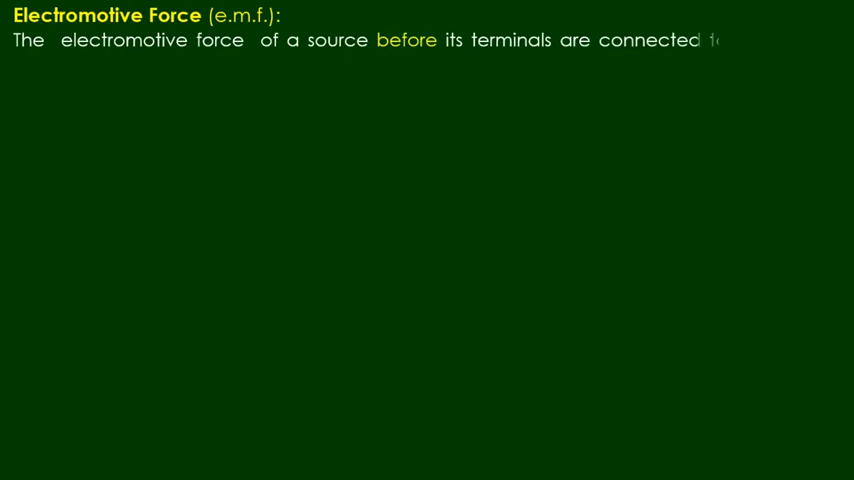 Electromotive Force (e.m.f.):
The electromotive force of a source before its terminals are connected